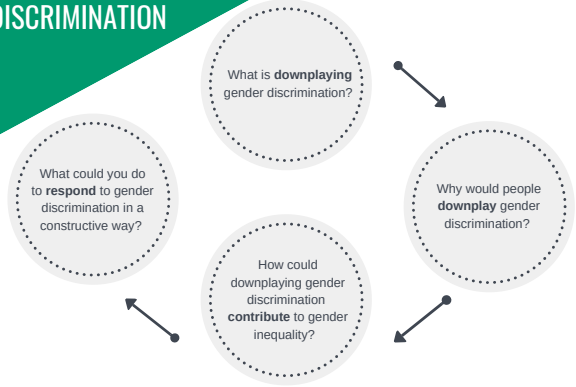 DISCRIMINATION
What is downplaying
gender discrimination?
Why would people
downplay gender
discrimination?
How could
downplaying gender
discrimination
contribute to gender
inequality?
What could you do
to respond to gender
discrimination in a
constructive way?